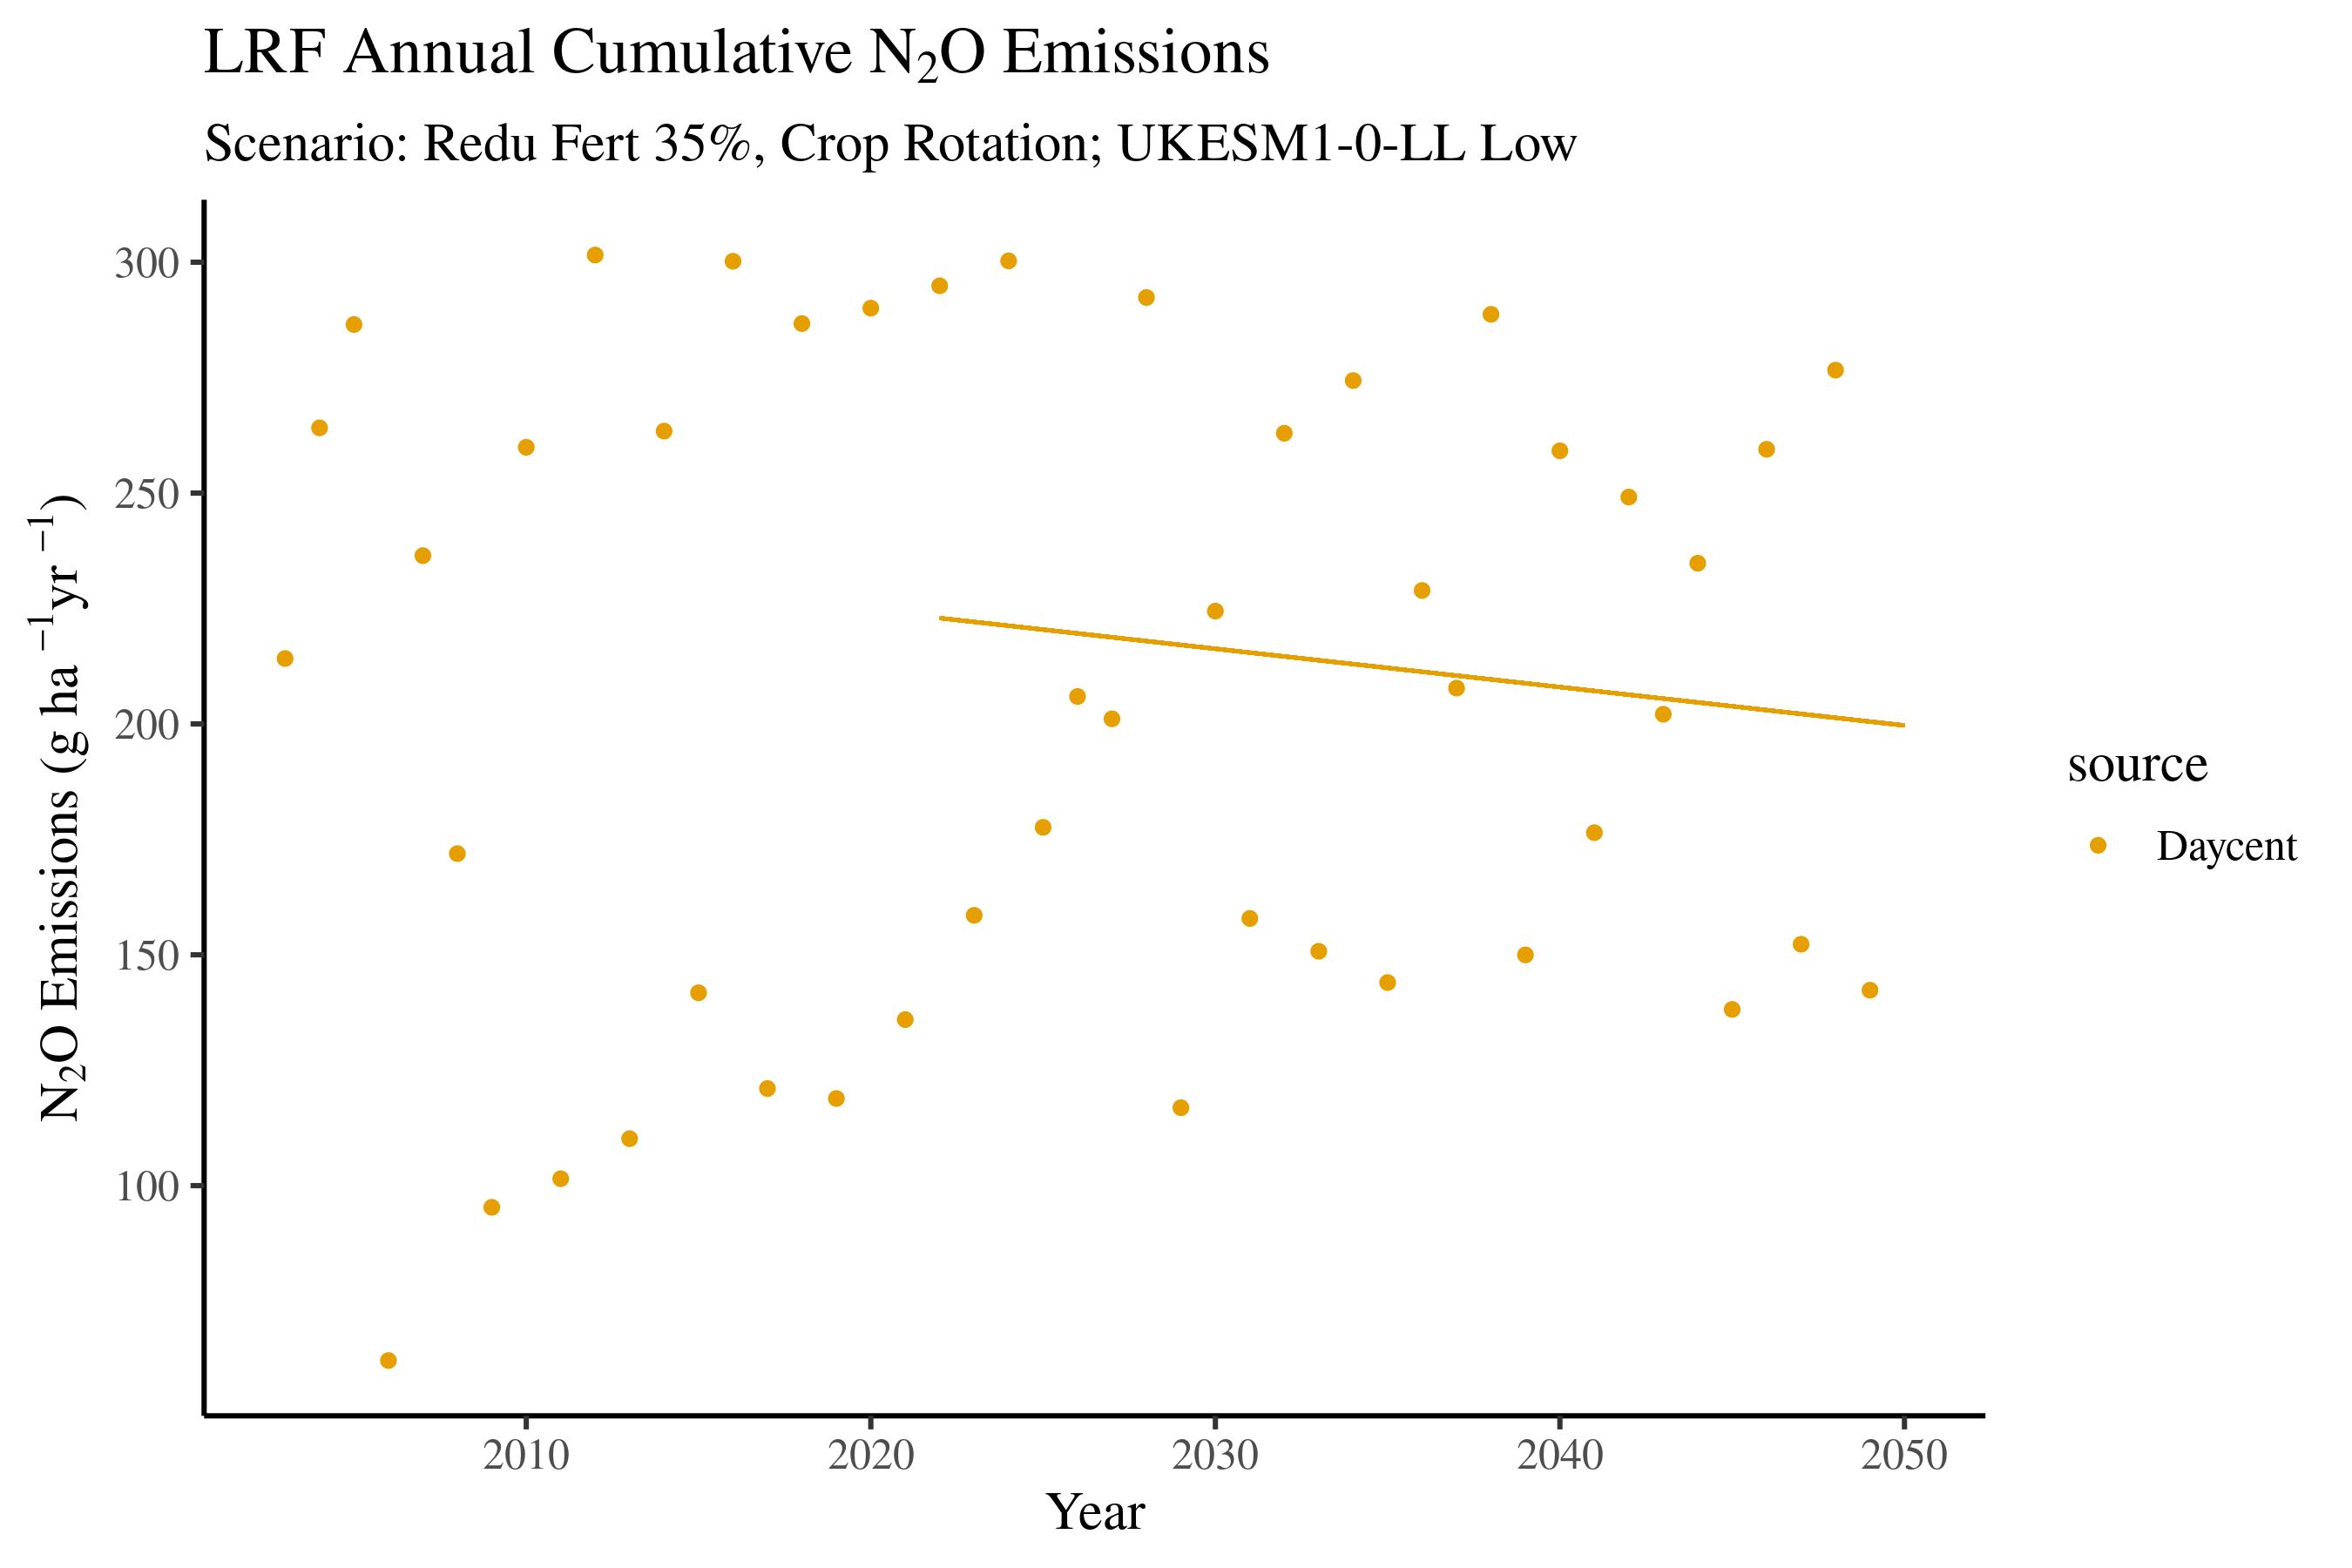 LRF Annual Cumulative N₂O Emissions
Scenario: Redu Fert 35%, Crop Rotation; UKESM1-0-LL Low
N₂O Emissions (g ha⁻¹yr⁻¹)
300
250
200
150
100
2010 2020 2030 2040 2050
Year
source
Daycent